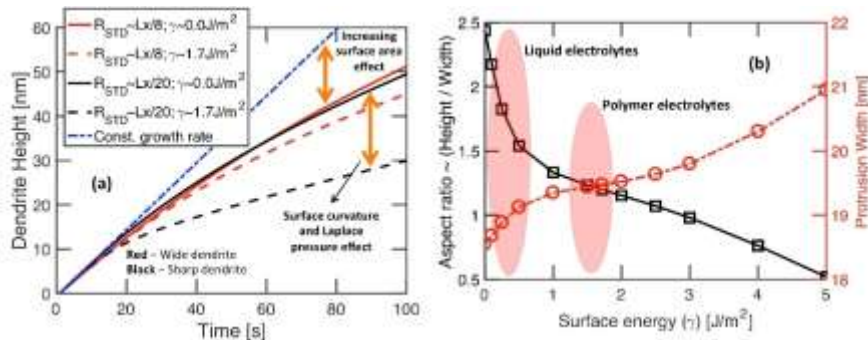 R_STD~Lx/8; γ~0.0J/m²
R_STD~Lx/8; γ~1.7J/m²
R_STD~Lx/20; γ~0.0J/m²
R_STD~Lx/20; γ~1.7J/m²
Const. growth rate
Increasing
surface area
effect
(a)
Surface curvature
and Laplace
pressure effect
Red – Wide dendrite
Black – Sharp dendrite
Dendrite Height [nm]
60
50
40
30
20
10
0
0 20 40 60 80 100
Time [s]
Liquid electrolytes
(b)
Polymer electrolytes
Aspect ratio ~ (Height / Width)
2.5
2
1.5
1
0.5
0 1 2 3 4 5
Surface energy (γ) [J/m²]
22
21
20
19
18
Width [nm]